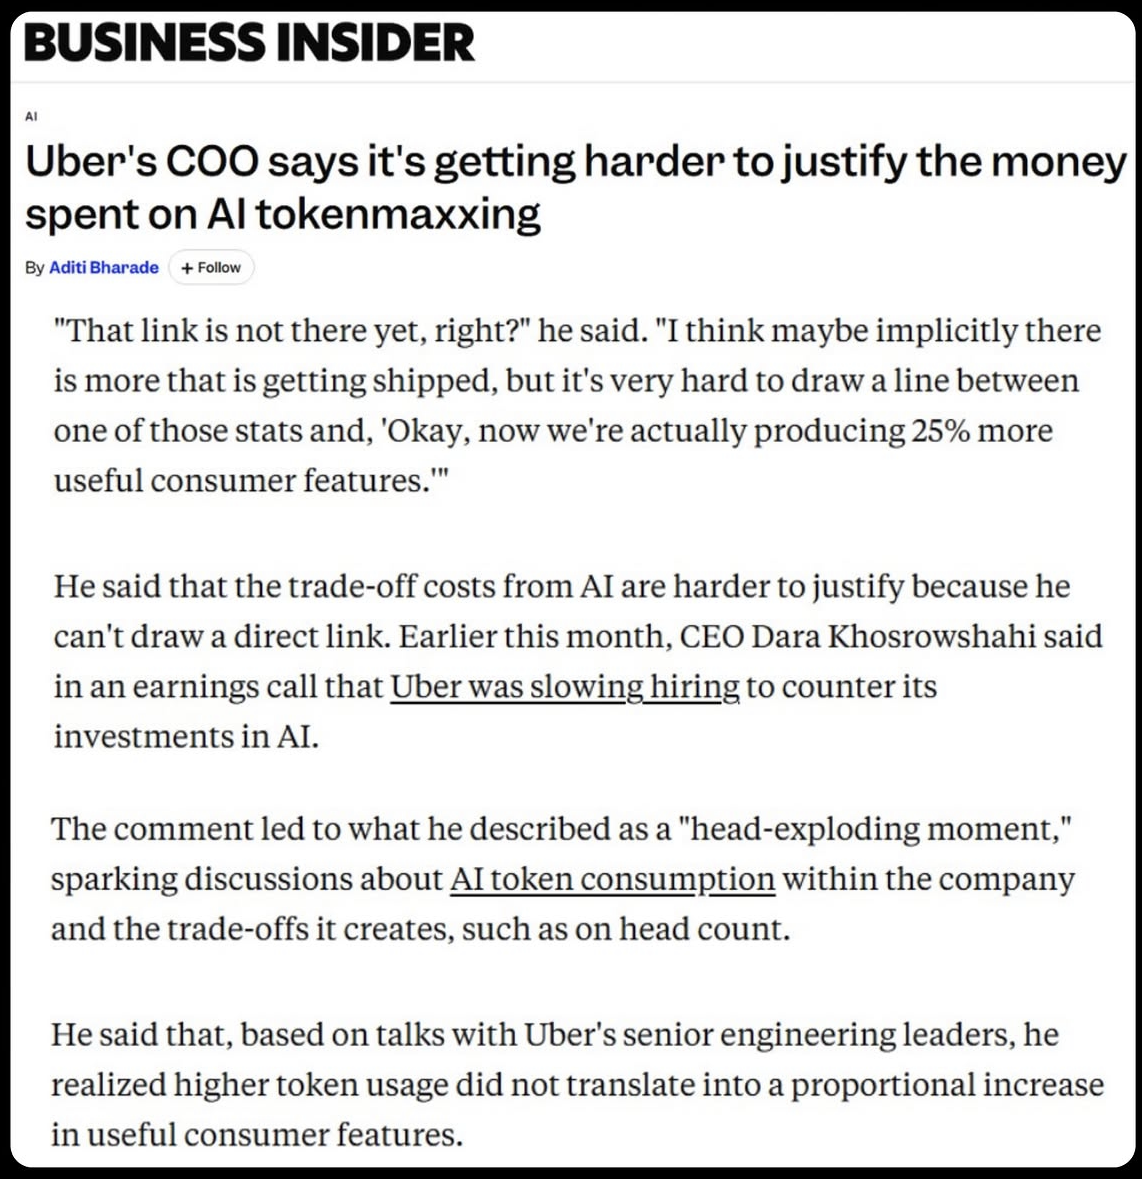 BUSINESS INSIDER
AI
Uber's COO says it's getting harder to justify the money
spent on AI tokenmaxxing
By Aditi Bharade + Follow
"That link is not there yet, right?" he said. "I think maybe implicitly there
is more that is getting shipped, but it's very hard to draw a line between
one of those stats and, 'Okay, now we're actually producing 25% more
useful consumer features.'"
He said that the trade-off costs from AI are harder to justify because he
can't draw a direct link. Earlier this month, CEO Dara Khosrowshahi said
in an earnings call that Uber was slowing hiring to counter its
investments in AI.
The comment led to what he described as a "head-exploding moment,"
sparking discussions about AI token consumption within the company
and the trade-offs it creates, such as on head count.
He said that, based on talks with Uber's senior engineering leaders, he
realized higher token usage did not translate into a proportional increase
in useful consumer features.